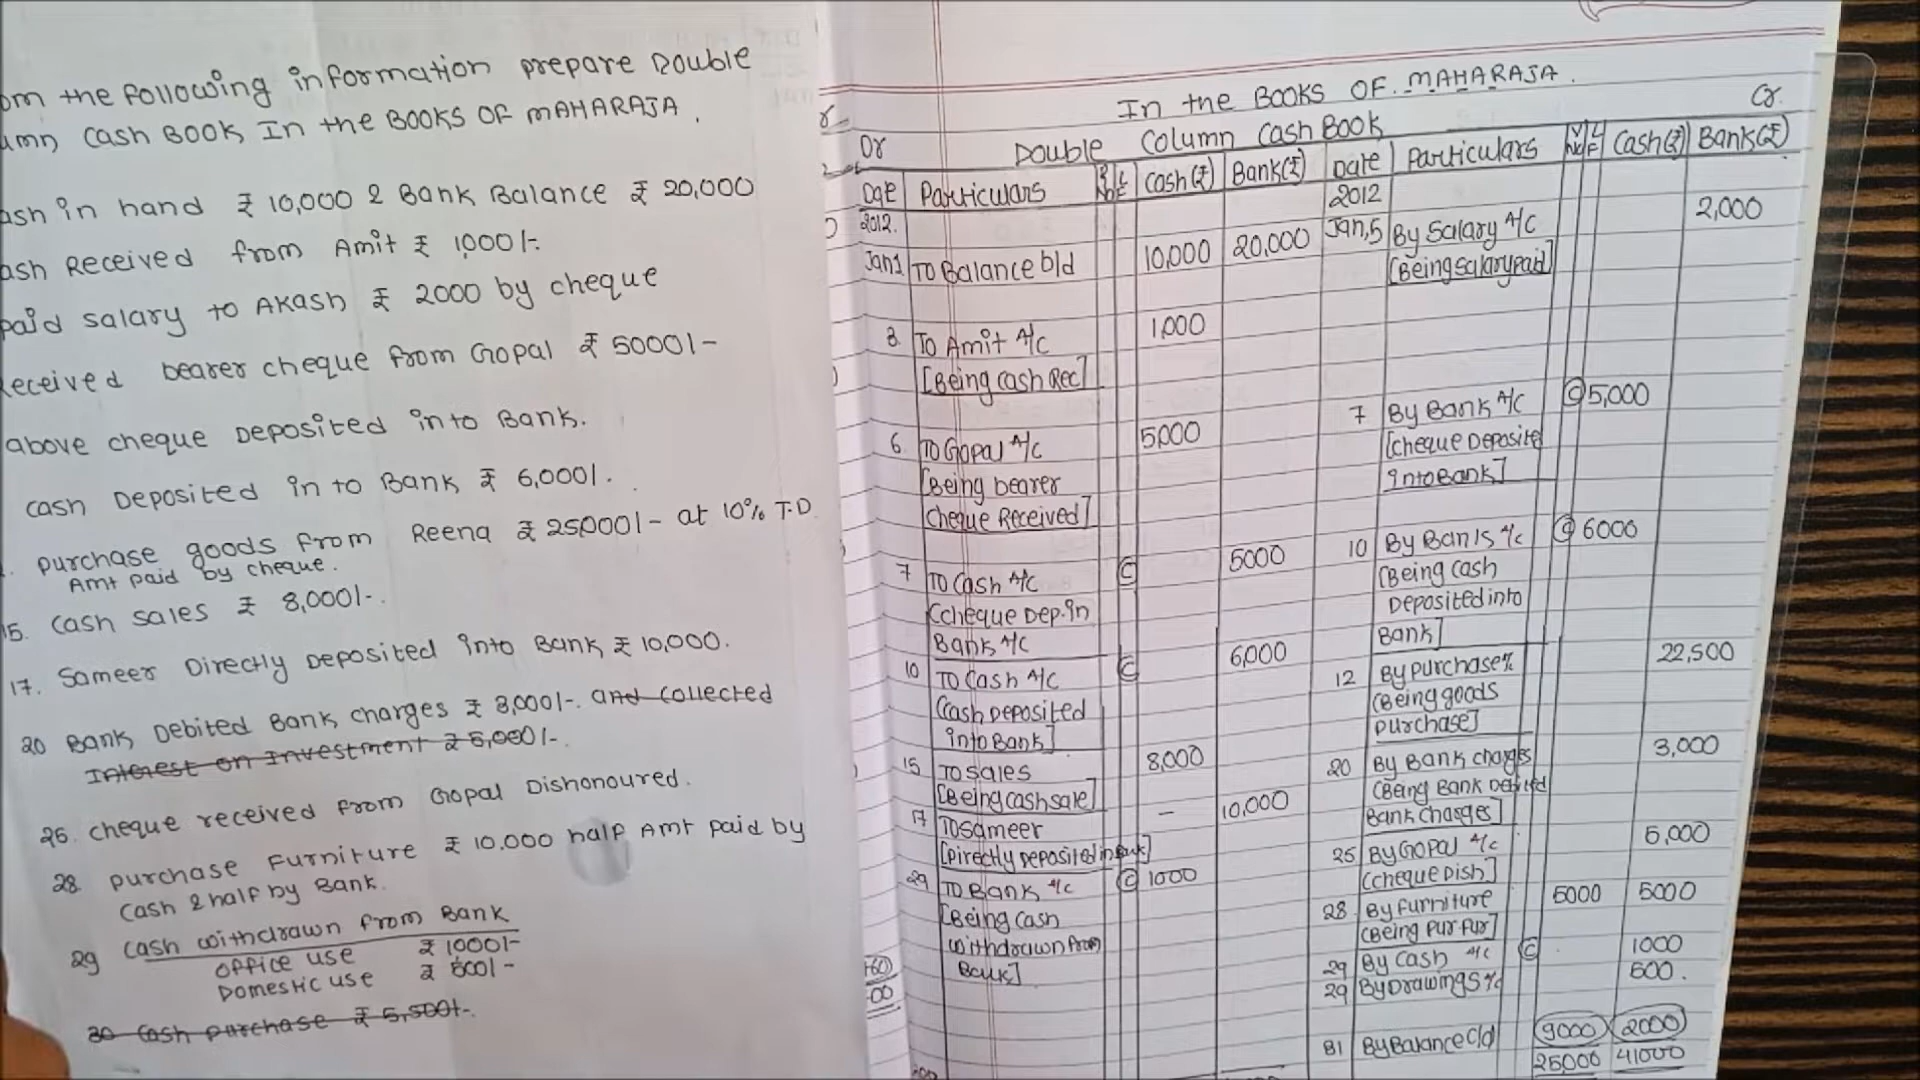 om the following information prepare Double
umn Cash Book In the Books OF MAHARAJA.
ash in hand ₹ 10,000 & Bank Balance ₹ 20,000
ash Received from Amit ₹ 1,000/-.
paid salary to Akash ₹ 2000 by cheque
eceived bearer cheque from Gopal ₹ 5000/-
above cheque Deposited into Bank.
cash Deposited in to Bank ₹ 6,000/.
purchase goods from Reena ₹ 25,000/- at 10% T.D
Amt paid by cheque.
15. Cash sales ₹ 8,000/-.
17. Sameer Directly Deposited into Bank ₹ 10,000.
20 Bank Debited Bank charges ₹ 3,000/-. and collected
Interest on Investment ₹ 5,000/-.
25. cheque received from Gopal Dishonoured.
28 purchase Furniture ₹ 10.000 half Amt paid by
Cash & half by Bank.
29 Cash withdrawn from Bank
Office use ₹ 1000/-
Domestic use ₹ 500/-
30 Cash purchase ₹ 5,500/-.
In the Books OF. MAHARAJA.
Dr Double Column Cash Book Cr.
Date Particulars Cash(₹) Bank(₹) Date Particulars Cash(₹) Bank(₹)
2012. 2012
Jan 1 To Balance b/d 10,000 20,000 Jan,5 By Salary A/c 2,000
[Being salary paid]
3 To Amit A/c 1,000
[Being cash Rec]
6. To Gopal A/c 5,000 7 By Bank A/c C 5,000
[Being bearer [cheque Deposite
cheque Received] into Bank]
7 To Cash A/c C 5000 10 By Bank A/c C 6000
[cheque Dep. in [Being cash
Bank A/c Deposited into
Bank]
10 To Cash A/c C 6,000 12 By purchase A/c 22,500
[Cash Deposited [Being goods
into Bank] purchase]
15 To sales 8,000 20 By Bank charges 3,000
[Being cash sale] [Being Bank Debited
Bank Charges]
17 To Sameer - 10,000 25 By Gopal A/c 5,000
[Directly Deposited in Bank] [cheque Dish]
29 To Bank A/c C 1000 28 By furniture 5000 5000
[Being cash [Being pur fur]
withdrawn from 29 By Cash A/c C 1000
Bank] 29 By Drawings A/c 500.
31 By Balance c/d 9000 2000
25000 41000